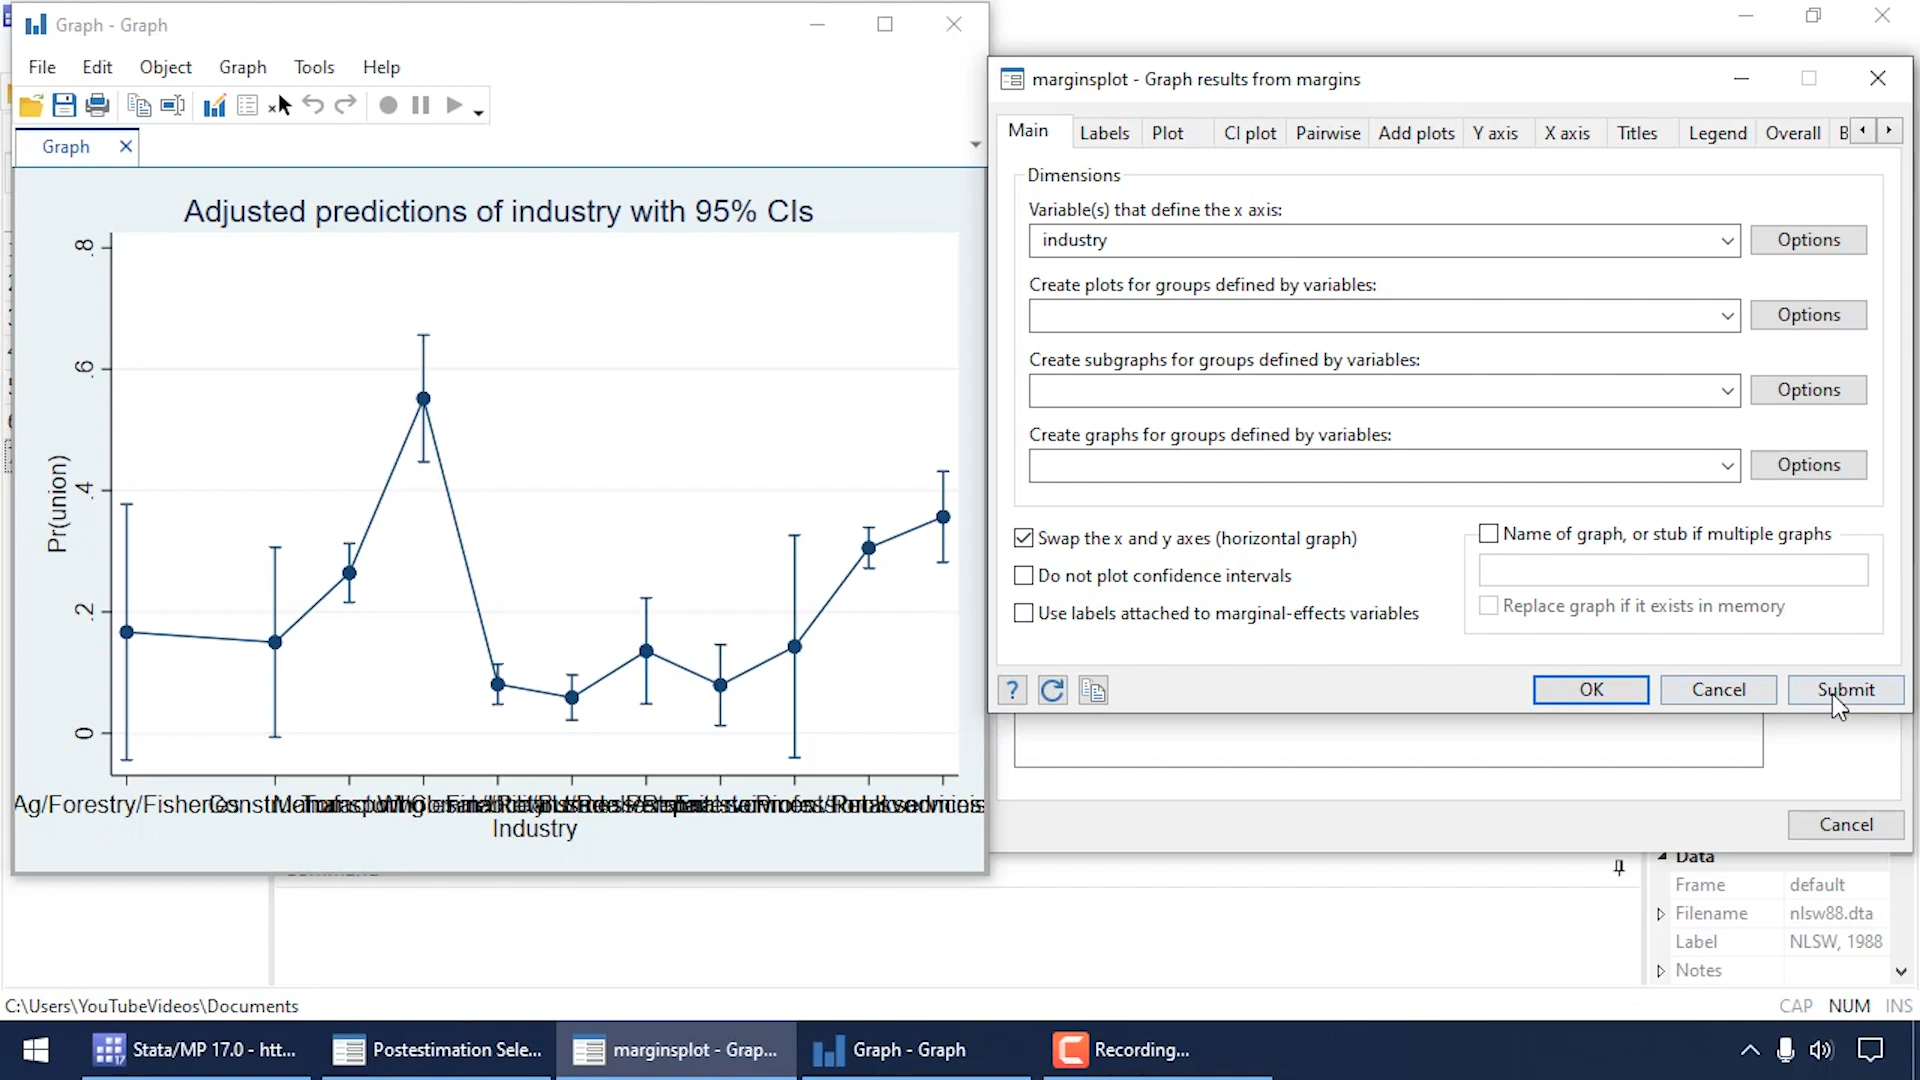 Graph - Graph
File Edit Object Graph Tools Help
Graph
Adjusted predictions of industry with 95% CIs
.8
.6
.4
.2
0
Pr(union)
Ag/Forestry/Fisheries
Industry
marginsplot - Graph results from margins
Main Labels Plot CI plot Pairwise Add plots Y axis X axis Titles Legend Overall B
Dimensions
Variable(s) that define the x axis:
industry Options
Create plots for groups defined by variables:
Options
Create subgraphs for groups defined by variables:
Options
Create graphs for groups defined by variables:
Options
Swap the x and y axes (horizontal graph)
Do not plot confidence intervals
Use labels attached to marginal-effects variables
Name of graph, or stub if multiple graphs
Replace graph if it exists in memory
? OK Cancel Submit
Cancel
Data
Frame default
Filename nlsw88.dta
Label NLSW, 1988
Notes
C:\Users\YouTubeVideos\Documents
CAP NUM INS
17 Stata/MP 17.0 - htt...
Postestimation Sele...
marginsplot - Grap...
Graph - Graph
Recording...